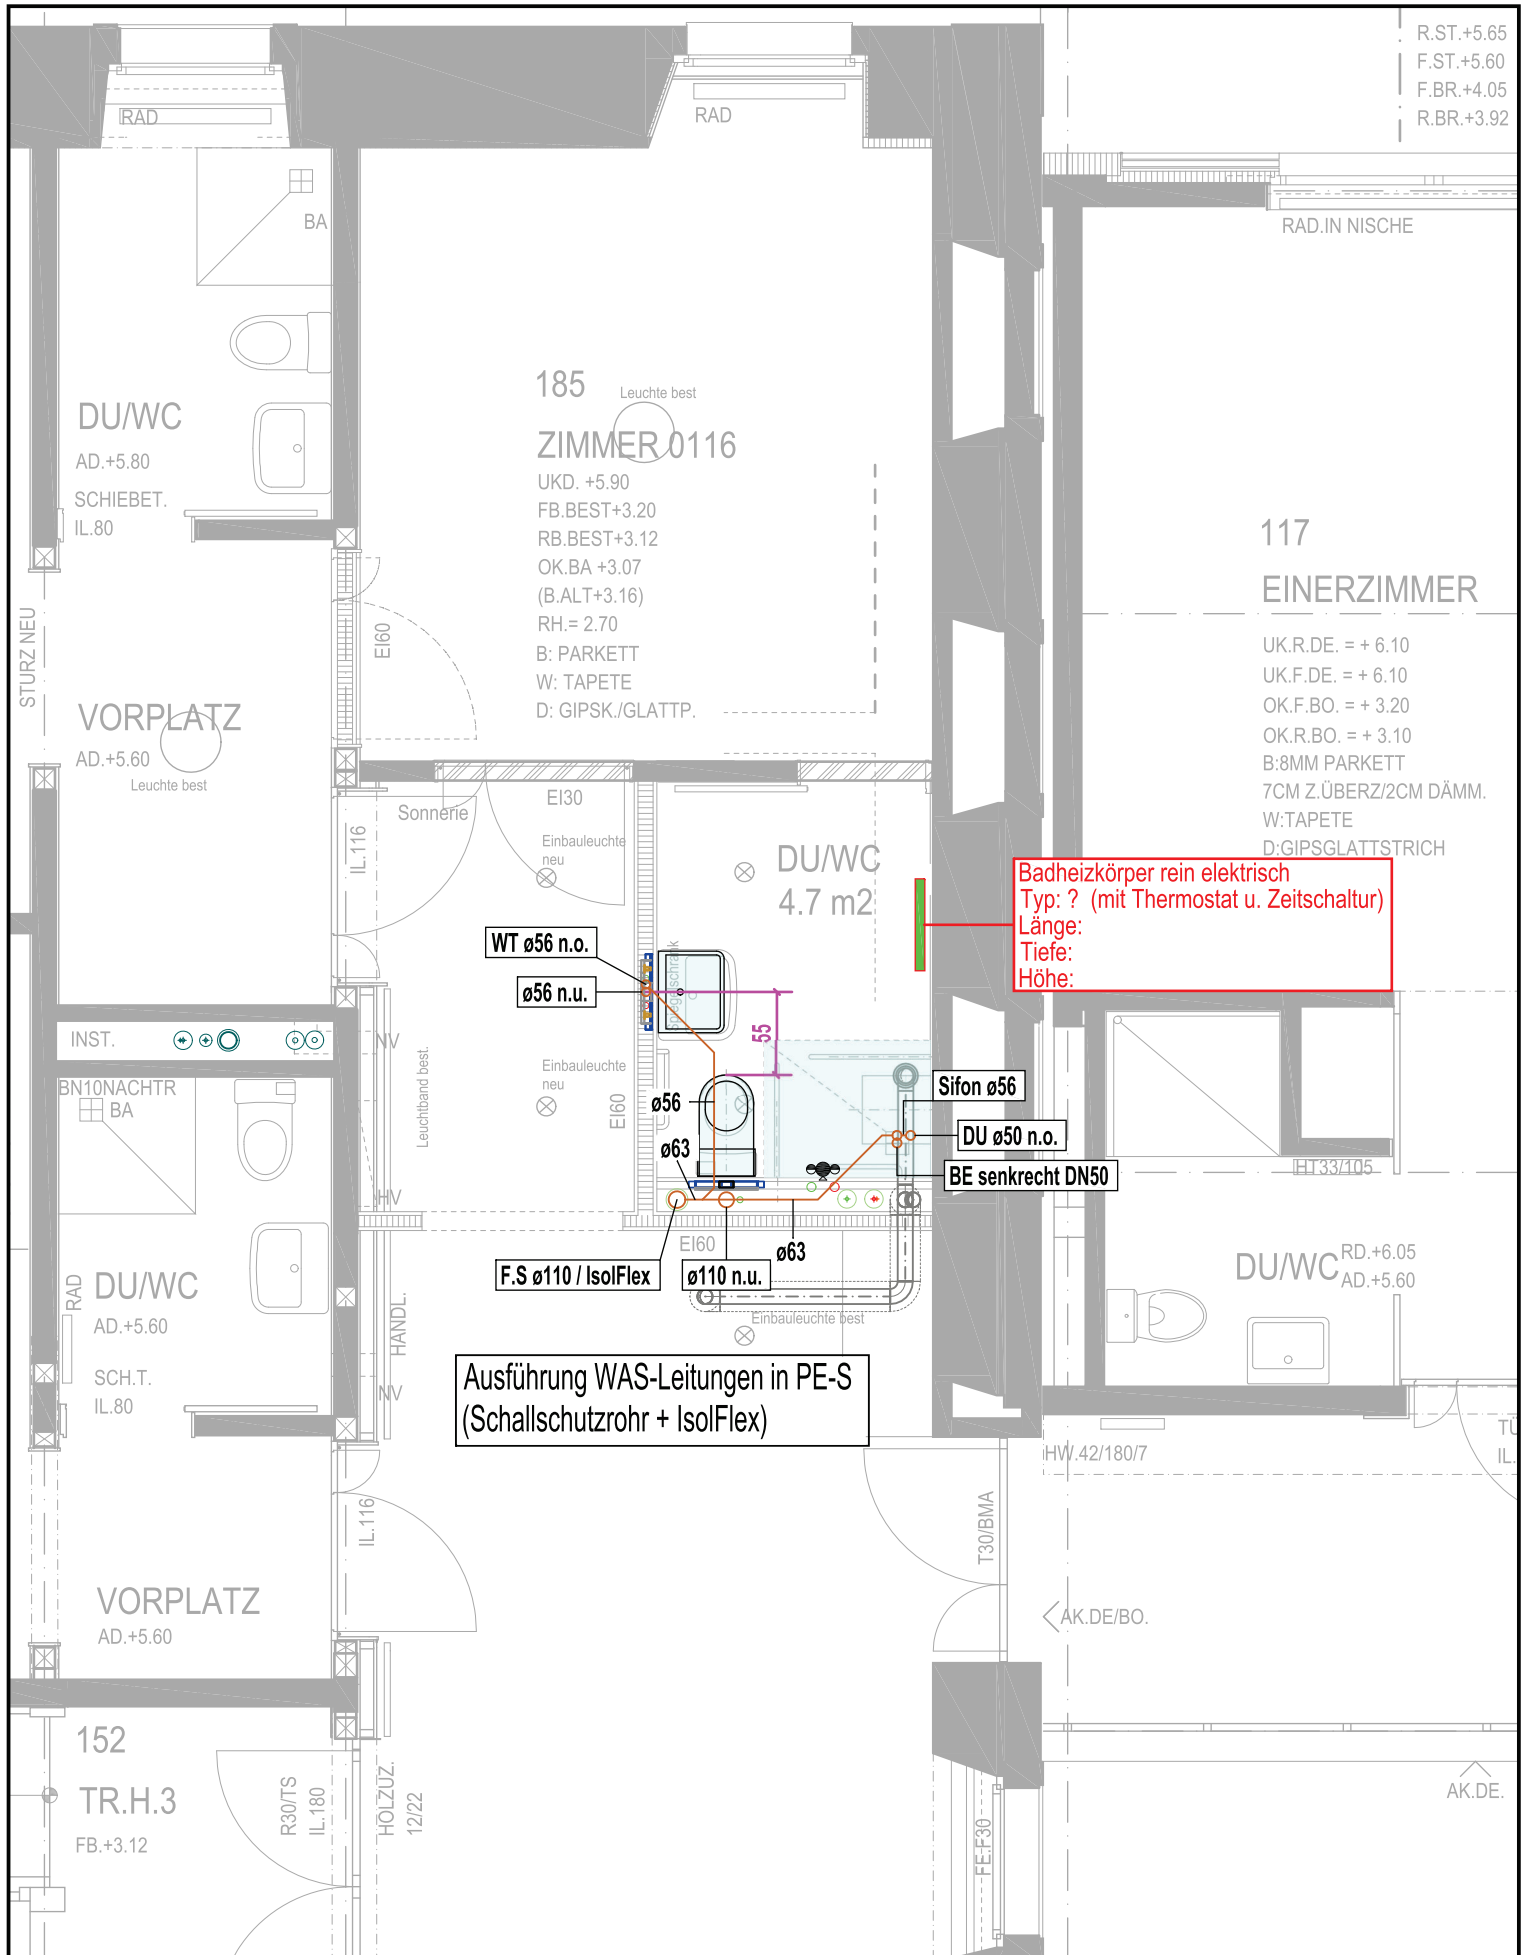 R.ST.+5.65
F.ST.+5.60
F.BR.+4.05
R.BR.+3.92
RAD
RAD
BA
RAD.IN NISCHE
DU/WC
AD.+5.80
SCHIEBET.
IL.80
185
Leuchte best
ZIMMER 0116
UKD. +5.90
FB.BEST+3.20
RB.BEST+3.12
OK.BA +3.07
(B.ALT+3.16)
RH.= 2.70
B: PARKETT
W: TAPETE
D: GIPSK./GLATTP.
117
EINERZIMMER
UK.R.DE. = + 6.10
UK.F.DE. = + 6.10
OK.F.BO. = + 3.20
OK.R.BO. = + 3.10
B:8MM PARKETT
7CM Z.ÜBERZ/2CM DÄMM.
W:TAPETE
D:GIPSGLATTSTRICH
STURZ NEU
EI60
VORPLATZ
AD.+5.60
Leuchte best
Sonnerie
EI30
IL.116
Einbauleuchte
neu
DU/WC
4.7 m2
Badheizkörper rein elektrisch
Typ: ? (mit Thermostat u. Zeitschaltur)
Länge:
Tiefe:
Höhe:
WT ø56 n.o.
ø56 n.u.
Spiegelschrank
55
INST.
NV
Leuchtband best.
Einbauleuchte
neu
EI60
BN10NACHTR
BA
ø56
ø63
Sifon ø56
DU ø50 n.o.
BE senkrecht DN50
HT33/105
HV
EI60
ø63
F.S ø110 / IsolFlex
ø110 n.u.
Einbauleuchte best
RAD
DU/WC
AD.+5.60
SCH.T.
IL.80
HANDL.
NV
DU/WC
RD.+6.05
AD.+5.60
Ausführung WAS-Leitungen in PE-S
(Schallschutzrohr + IsolFlex)
HW.42/180/7
TÜ
IL.
IL.116
T30/BMA
VORPLATZ
AD.+5.60
AK.DE/BO.
152
TR.H.3
FB.+3.12
R30/TS
IL.180
HOLZUZ.
12/22
FE.F30
AK.DE.